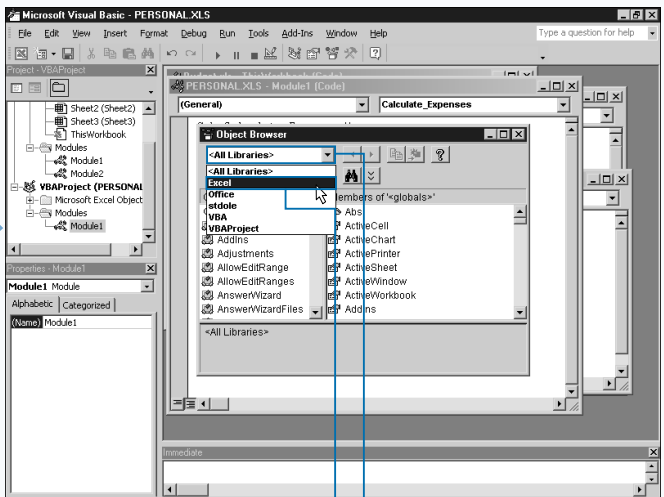 Microsoft Visual Basic - PERSONAL.XLS
File Edit View Insert Format Debug Run Tools Add-Ins Window Help
Type a question for help
Project - VBAProject
Sheet2 (Sheet2)
Sheet3 (Sheet3)
ThisWorkbook
Modules
Module1
Module2
VBAProject (PERSONAL
Microsoft Excel Object
Modules
Module1
Properties - Module1
Module1 Module
Alphabetic Categorized
(Name) Module1
PERSONAL.XLS - Module1 (Code)
(General) Calculate_Expenses
Object Browser
<All Libraries>
<All Libraries>
Excel
Office
stdole
VBA
VBAProject
Members of '<globals>'
AddIns
Adjustments
AllowEditRange
AllowEditRanges
AnswerWizard
AnswerWizardFiles
Abs
ActiveCell
ActiveChart
ActivePrinter
ActiveSheet
ActiveWindow
ActiveWorkbook
AddIns
<All Libraries>
Immediate